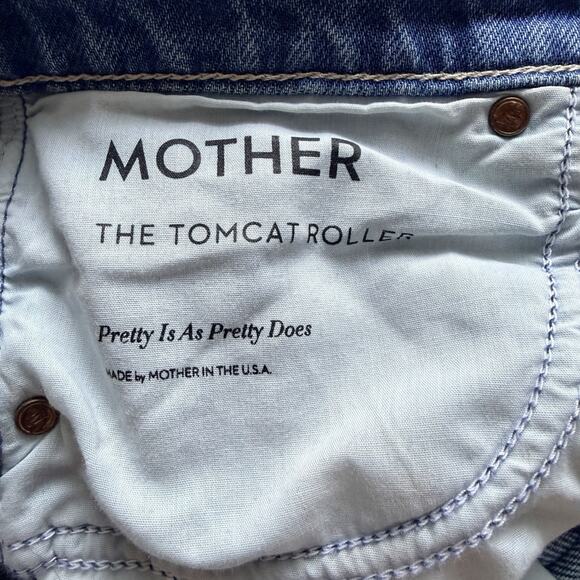 MOTHER
THE TOMCAT ROLLER
Pretty Is As Pretty Does
MADE by MOTHER IN THE U.S.A.